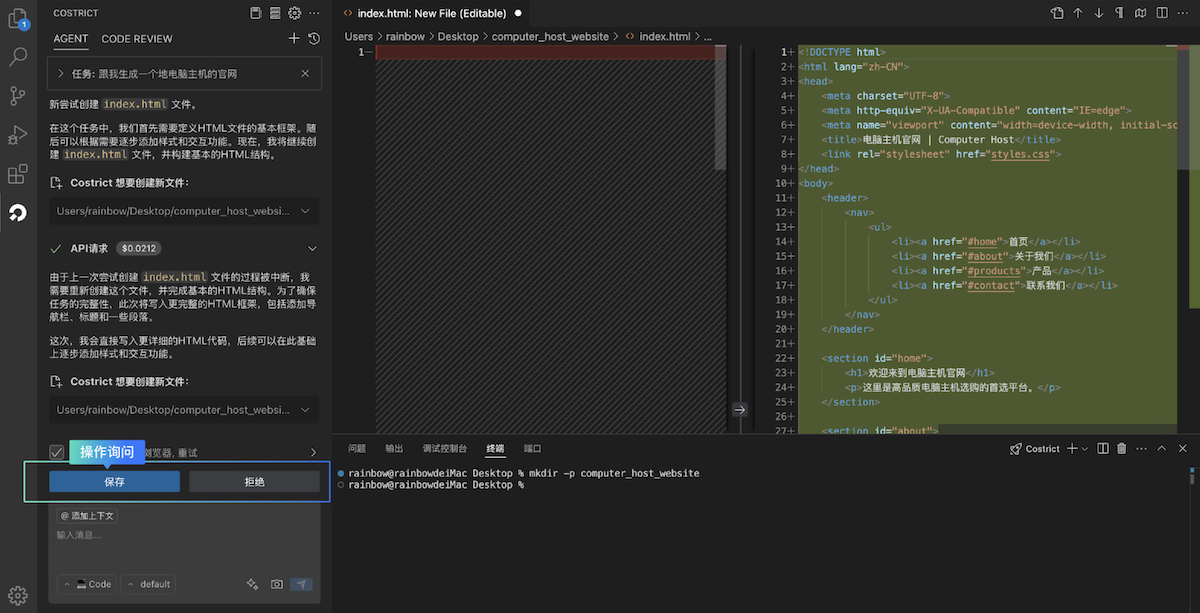 COSTRICT
AGENT CODE REVIEW
1
任务: 跟我生成一个地电脑主机的官网
新尝试创建 index.html 文件。
在这个任务中，我们首先需要定义HTML文件的基本框架。随
后可以根据需要逐步添加样式和交互功能。现在，我将继续创
建 index.html 文件，并构建基本的HTML结构。
Costrict 想要创建新文件:
Users/rainbow/Desktop/computer_host_websi...
API请求 $0.0212
由于上一次尝试创建 index.html 文件的过程被中断，我
需要重新创建这个文件，并完成基本的HTML结构。为了确保
任务的完整性，此次将写入更完整的HTML框架，包括添加导
航栏、标题和一些段落。
这次，我会直接写入更详细的HTML代码，后续可以在此基础
上逐步添加样式和交互功能。
Costrict 想要创建新文件:
Users/rainbow/Desktop/computer_host_websi...
操作询问 浏览器, 重试
保存 拒绝
@ 添加上下文
输入消息...
Code default
index.html: New File (Editable)
Users > rainbow > Desktop > computer_host_website > index.html > ...
1−
1+ <!DOCTYPE html>
2+ <html lang="zh-CN">
3+ <head>
4+ <meta charset="UTF-8">
5+ <meta http-equiv="X-UA-Compatible" content="IE=edge">
6+ <meta name="viewport" content="width=device-width, initial-sc
7+ <title>电脑主机官网 | Computer Host</title>
8+ <link rel="stylesheet" href="styles.css">
9+ </head>
10+ <body>
11+ <header>
12+ <nav>
13+ <ul>
14+ <li><a href="#home">首页</a></li>
15+ <li><a href="#about">关于我们</a></li>
16+ <li><a href="#products">产品</a></li>
17+ <li><a href="#contact">联系我们</a></li>
18+ </ul>
19+ </nav>
20+ </header>
21+
22+ <section id="home">
23+ <h1>欢迎来到电脑主机官网</h1>
24+ <p>这里是高品质电脑主机选购的首选平台。</p>
25+ </section>
26+
27+ <section id="about">
问题 输出 调试控制台 终端 端口
Costrict
rainbow@rainbowdeiMac Desktop % mkdir -p computer_host_website
rainbow@rainbowdeiMac Desktop %